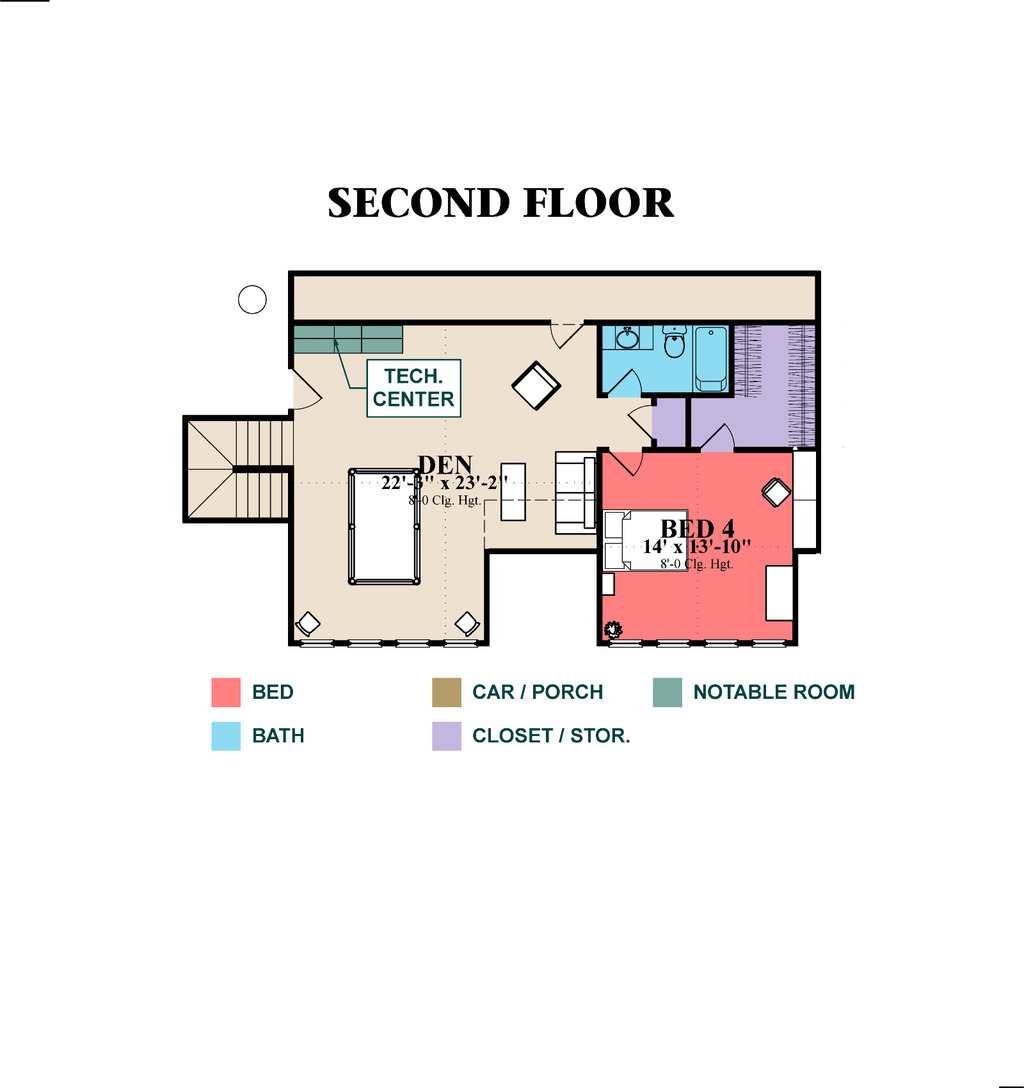 SECOND FLOOR
TECH.
CENTER
DEN
22'-3" x 23'-2"
8'-0 Clg. Hgt.
BED 4
14' x 13'-10"
8'-0 Clg. Hgt.
BED
CAR / PORCH
NOTABLE ROOM
BATH
CLOSET / STOR.